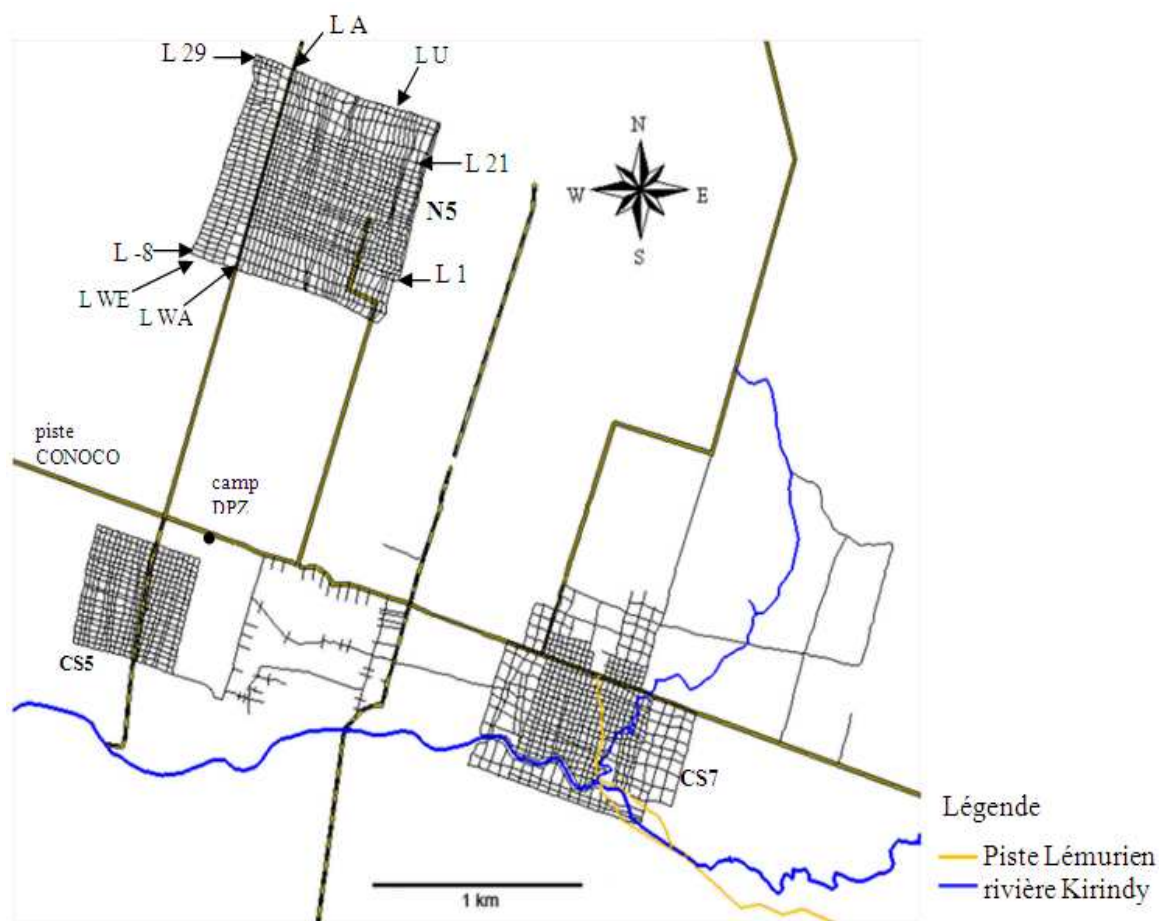 L A
L 29
L U
N
L 21
W
E
N5
S
L -8
L 1
L WE
L WA
piste
CONOCO
camp
DPZ
CS5
CS7
Légende
Piste Lémurien
rivière Kirindy
1 km